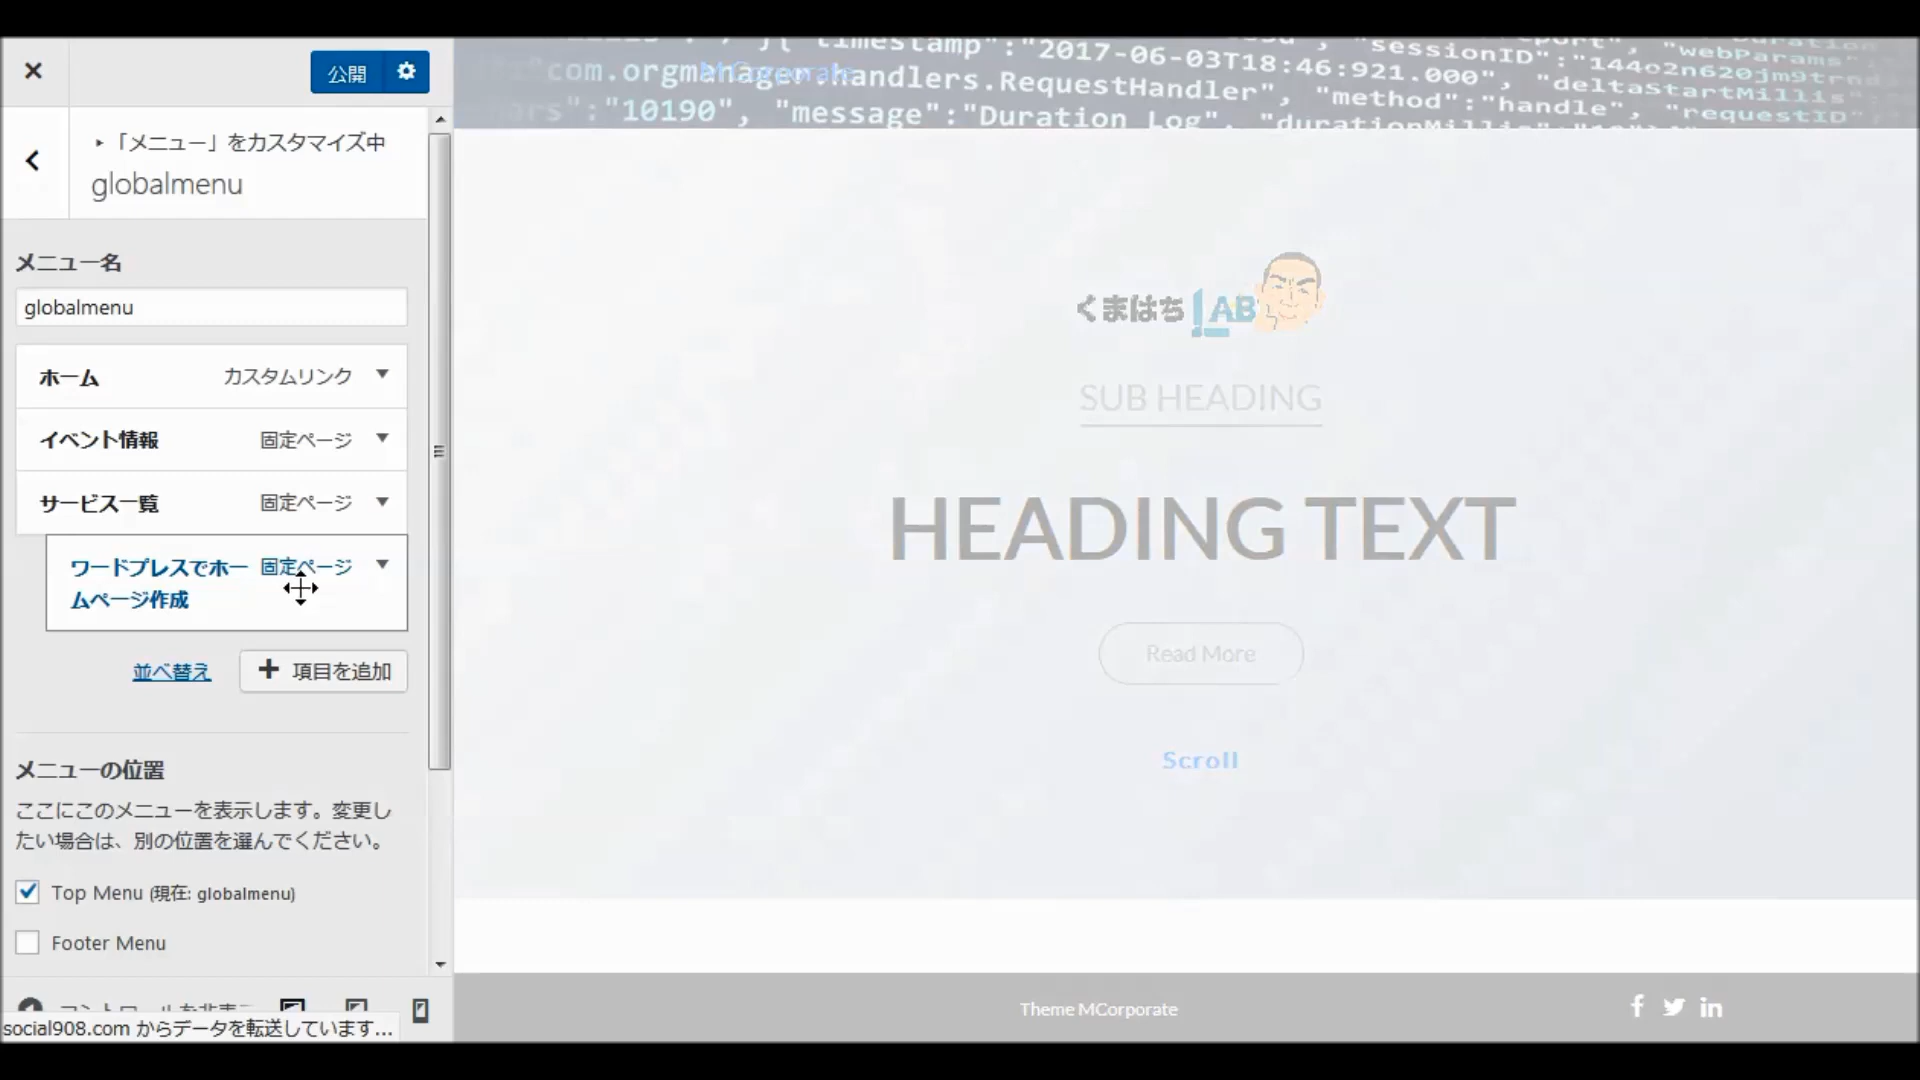 公開
▸「メニュー」をカスタマイズ中
globalmenu
メニュー名
globalmenu
ホーム カスタムリンク
イベント情報 固定ページ
サービス一覧 固定ページ
ワードプレスでホー 固定ページ
ムページ作成
並べ替え
項目を追加
メニューの位置
ここにこのメニューを表示します。変更し
たい場合は、別の位置を選んでください。
Top Menu (現在: globalmenu)
Footer Menu
social908.com からデータを転送しています...
timestamp":"2017-06-03T18:46:921.000", "deltaStartMillis":
sessionID":"144o2n620jm9trnd
"webParams":
"com.orgmanager.handlers.RequestHandler", "method":"handle", "requestID":
MCorporate
"10190", "message":"Duration Log", "durationMillis":
くまはちLAB
SUB HEADING
HEADING TEXT
Read More
Scroll
Theme MCorporate